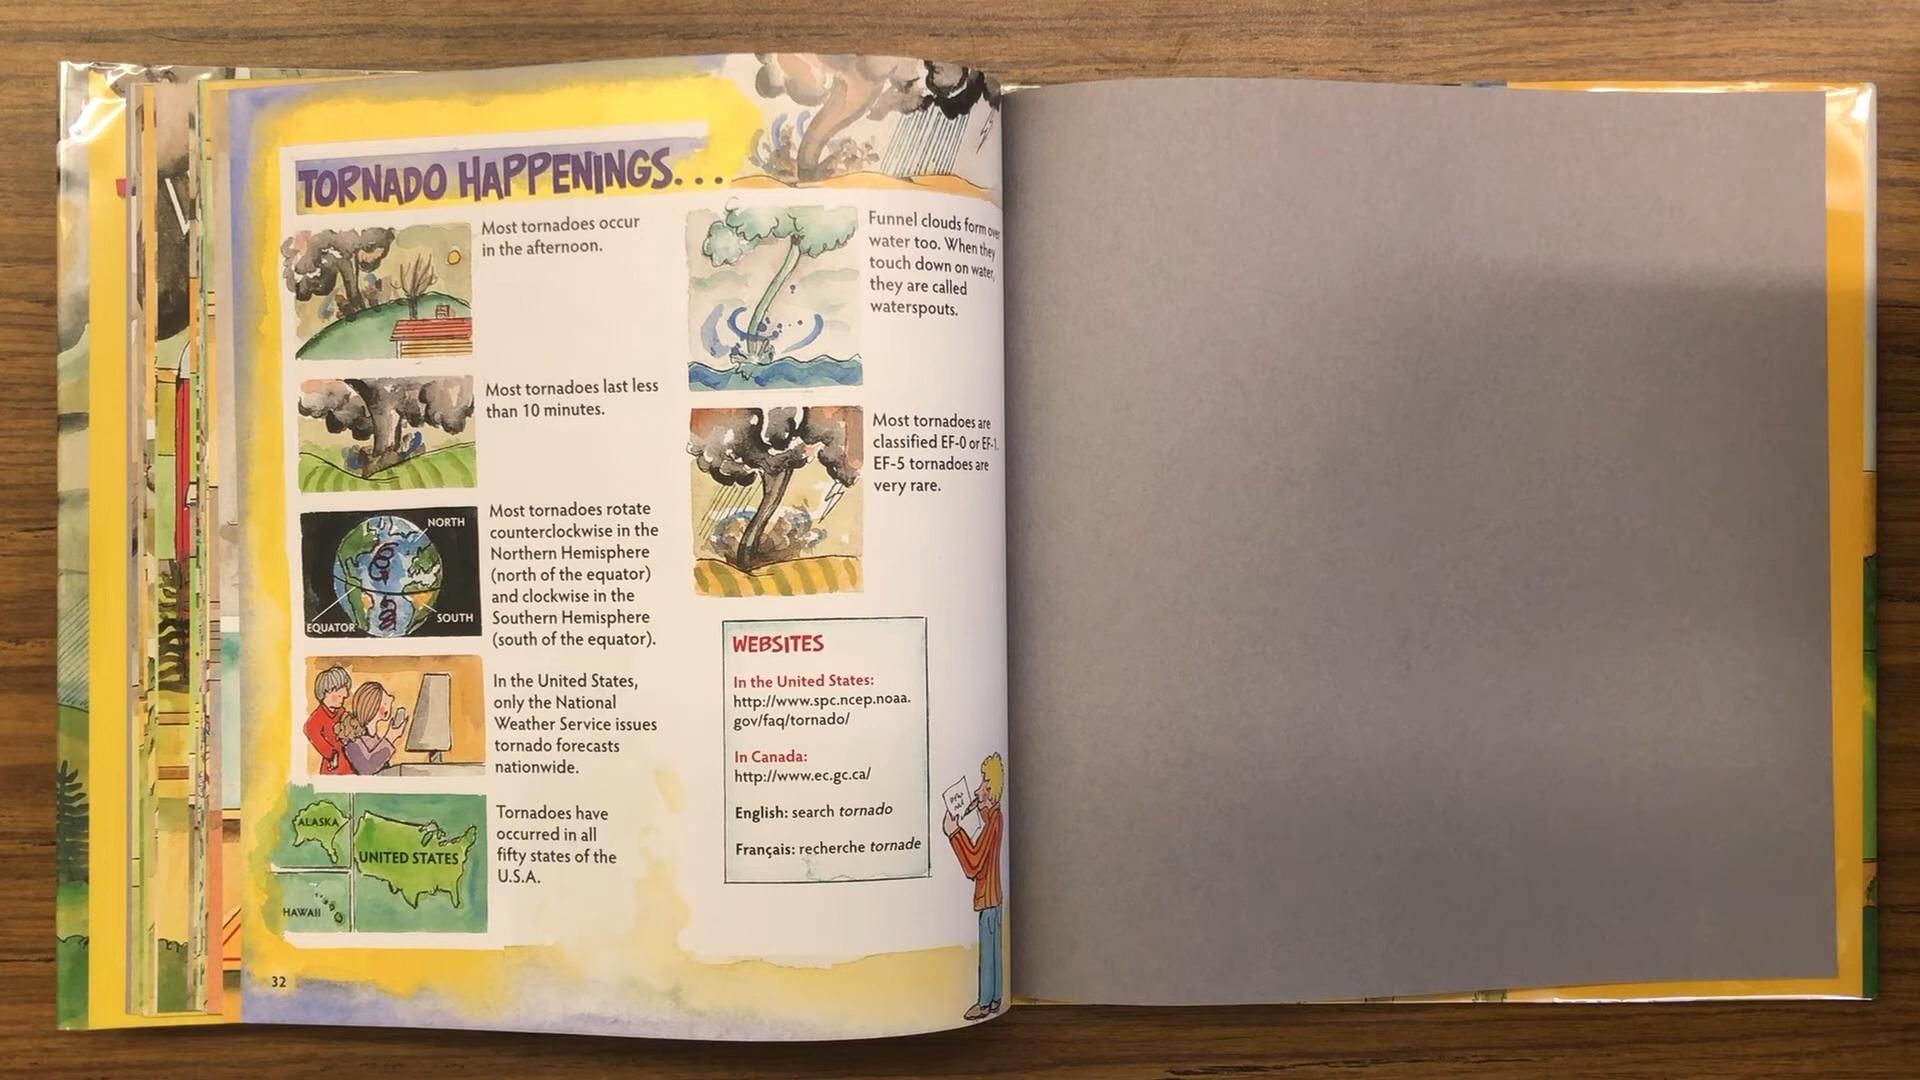 TORNADO HAPPENINGS...
Most tornadoes occur
in the afternoon.
Most tornadoes last less
than 10 minutes.
NORTH
EQUATOR
SOUTH
Most tornadoes rotate
counterclockwise in the
Northern Hemisphere
(north of the equator)
and clockwise in the
Southern Hemisphere
(south of the equator).
In the United States,
only the National
Weather Service issues
tornado forecasts
nationwide.
ALASKA
UNITED STATES
HAWAII
Tornadoes have
occurred in all
fifty states of the
U.S.A.
Funnel clouds form over
water too. When they
touch down on water,
they are called
waterspouts.
Most tornadoes are
classified EF-0 or EF-1.
EF-5 tornadoes are
very rare.
WEBSITES
In the United States:
http://www.spc.ncep.noaa.
gov/faq/tornado/
In Canada:
http://www.ec.gc.ca/
English: search tornado
Français: recherche tornade
32